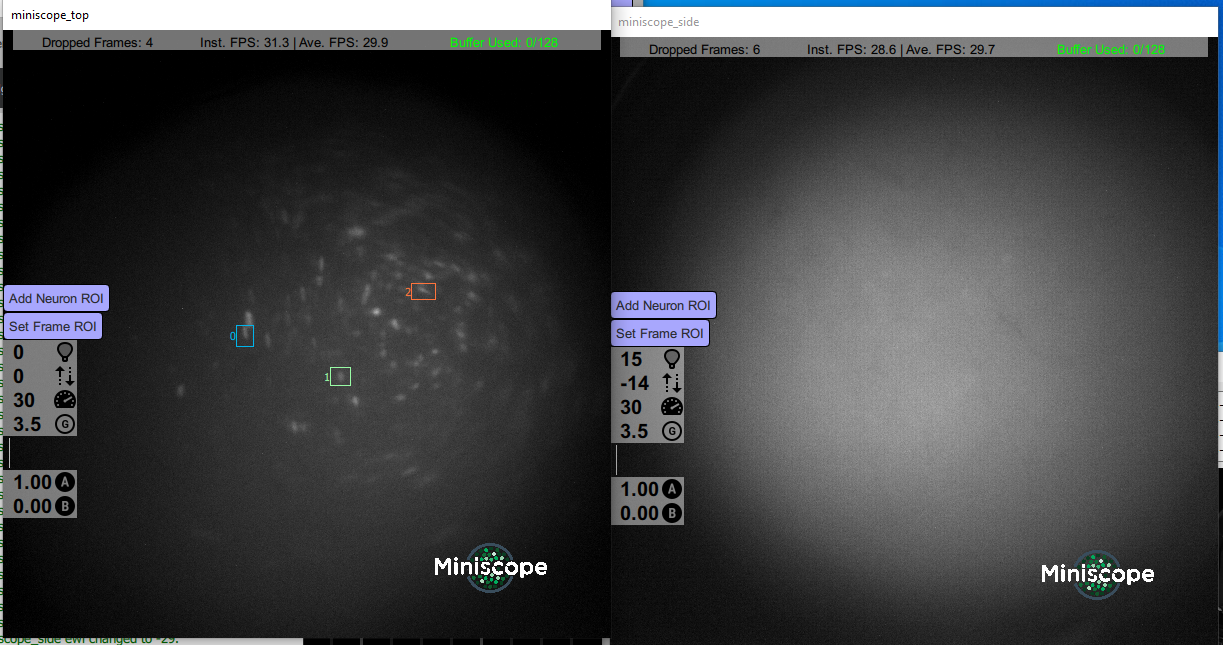 miniscope_top
Dropped Frames: 4 Inst. FPS: 31.3 | Ave. FPS: 29.9 Buffer Used: 0/128
2
0
1
Add Neuron ROI
Set Frame ROI
0
0
30
3.5 G
1.00 A
0.00 B
Miniscope
miniscope_side
Dropped Frames: 6 Inst. FPS: 28.6 | Ave. FPS: 29.7 Buffer Used: 0/128
Add Neuron ROI
Set Frame ROI
15
-14
30
3.5 G
1.00 A
0.00 B
Miniscope
scope_side ewl changed to -29.